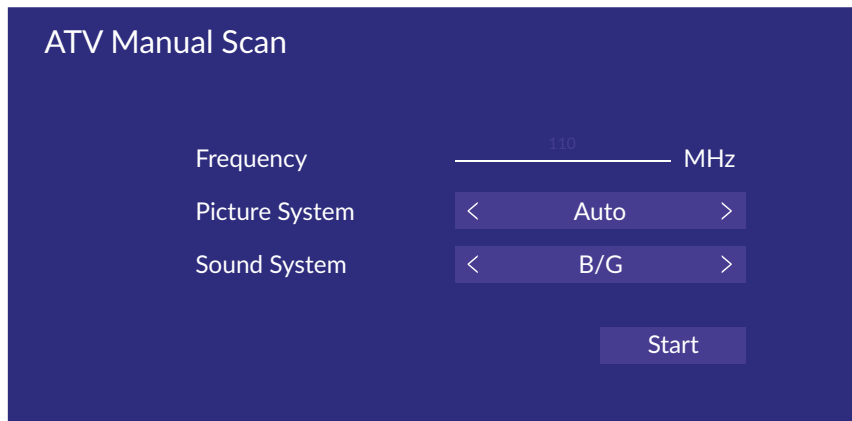 ATV Manual Scan
Frequency 110 MHz
Picture System < Auto >
Sound System < B/G >
Start